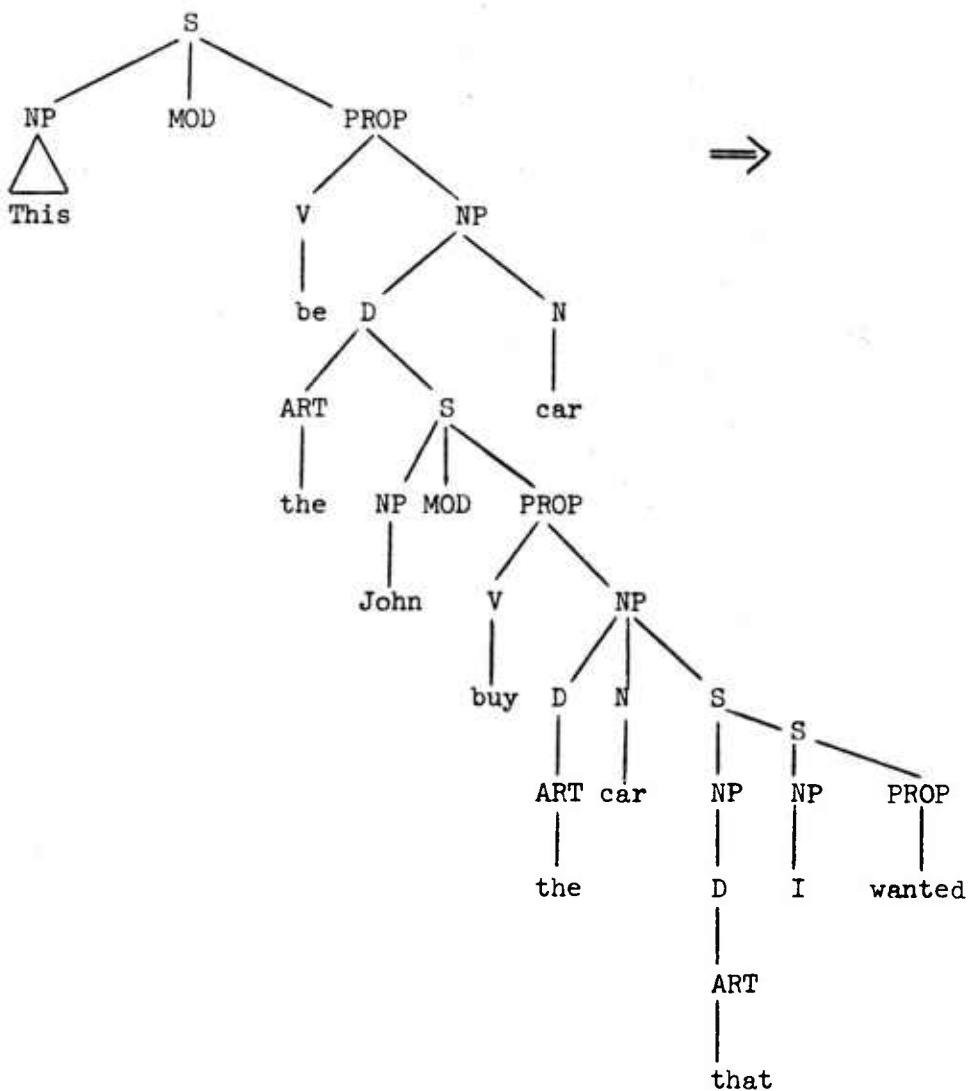 S
NP MOD PROP
⇒
This V NP
be D N
ART S car
the NP MOD PROP
John V NP
buy D N S
S
ART car NP NP PROP
the D I wanted
ART
that